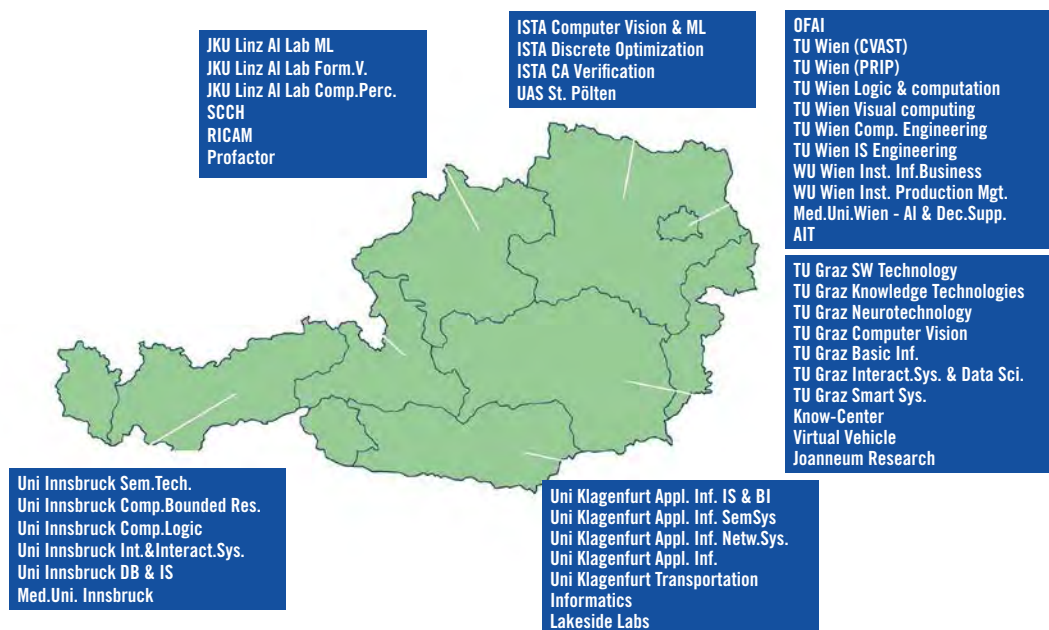 JKU Linz AI Lab ML
JKU Linz AI Lab Form.V.
JKU Linz AI Lab Comp.Perc.
SCCH
RICAM
Profactor
ISTA Computer Vision & ML
ISTA Discrete Optimization
ISTA CA Verification
UAS St. Pölten
OFAI
TU Wien (CVAST)
TU Wien (PRIP)
TU Wien Logic & computation
TU Wien Visual computing
TU Wien Comp. Engineering
TU Wien IS Engineering
WU Wien Inst. Inf.Business
WU Wien Inst. Production Mgt.
Med.Uni.Wien - AI & Dec.Supp.
AIT
TU Graz SW Technology
TU Graz Knowledge Technologies
TU Graz Neurotechnology
TU Graz Computer Vision
TU Graz Basic Inf.
TU Graz Interact.Sys. & Data Sci.
TU Graz Smart Sys.
Know-Center
Virtual Vehicle
Joanneum Research
Uni Innsbruck Sem.Tech.
Uni Innsbruck Comp.Bounded Res.
Uni Innsbruck Comp.Logic
Uni Innsbruck Int.&Interact.Sys.
Uni Innsbruck DB & IS
Med.Uni. Innsbruck
Uni Klagenfurt Appl. Inf. IS & BI
Uni Klagenfurt Appl. Inf. SemSys
Uni Klagenfurt Appl. Inf. Netw.Sys.
Uni Klagenfurt Appl. Inf.
Uni Klagenfurt Transportation
Informatics
Lakeside Labs